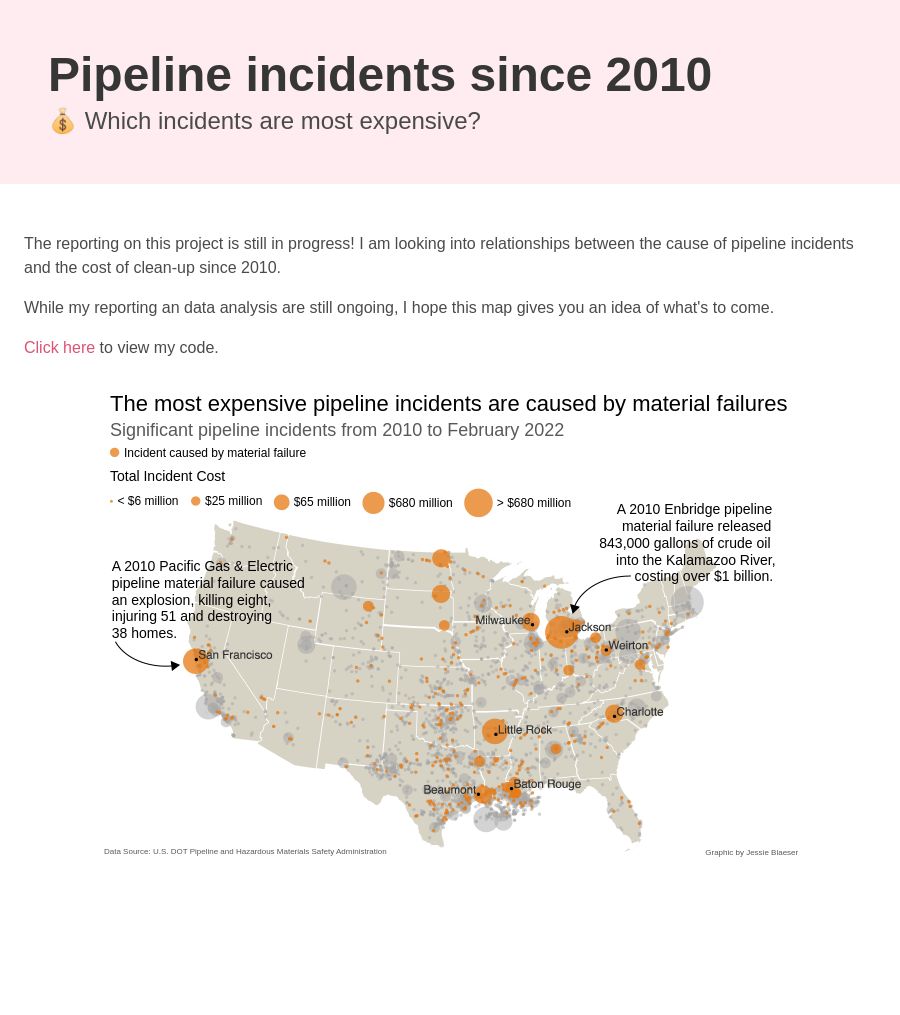 Pipeline incidents since 2010
💰 Which incidents are most expensive?
The reporting on this project is still in progress! I am looking into relationships between the cause of pipeline incidents
and the cost of clean-up since 2010.
While my reporting an data analysis are still ongoing, I hope this map gives you an idea of what's to come.
Click here to view my code.
The most expensive pipeline incidents are caused by material failures
Significant pipeline incidents from 2010 to February 2022
Incident caused by material failure
Total Incident Cost
< $6 million $25 million $65 million $680 million > $680 million
A 2010 Enbridge pipeline
material failure released
843,000 gallons of crude oil
into the Kalamazoo River,
costing over $1 billion.
A 2010 Pacific Gas & Electric
pipeline material failure caused
an explosion, killing eight,
injuring 51 and destroying
38 homes.
Milwaukee
Jackson
Weirton
San Francisco
Charlotte
Little Rock
Baton Rouge
Beaumont
Data Source: U.S. DOT Pipeline and Hazardous Materials Safety Administration
Graphic by Jessie Blaeser